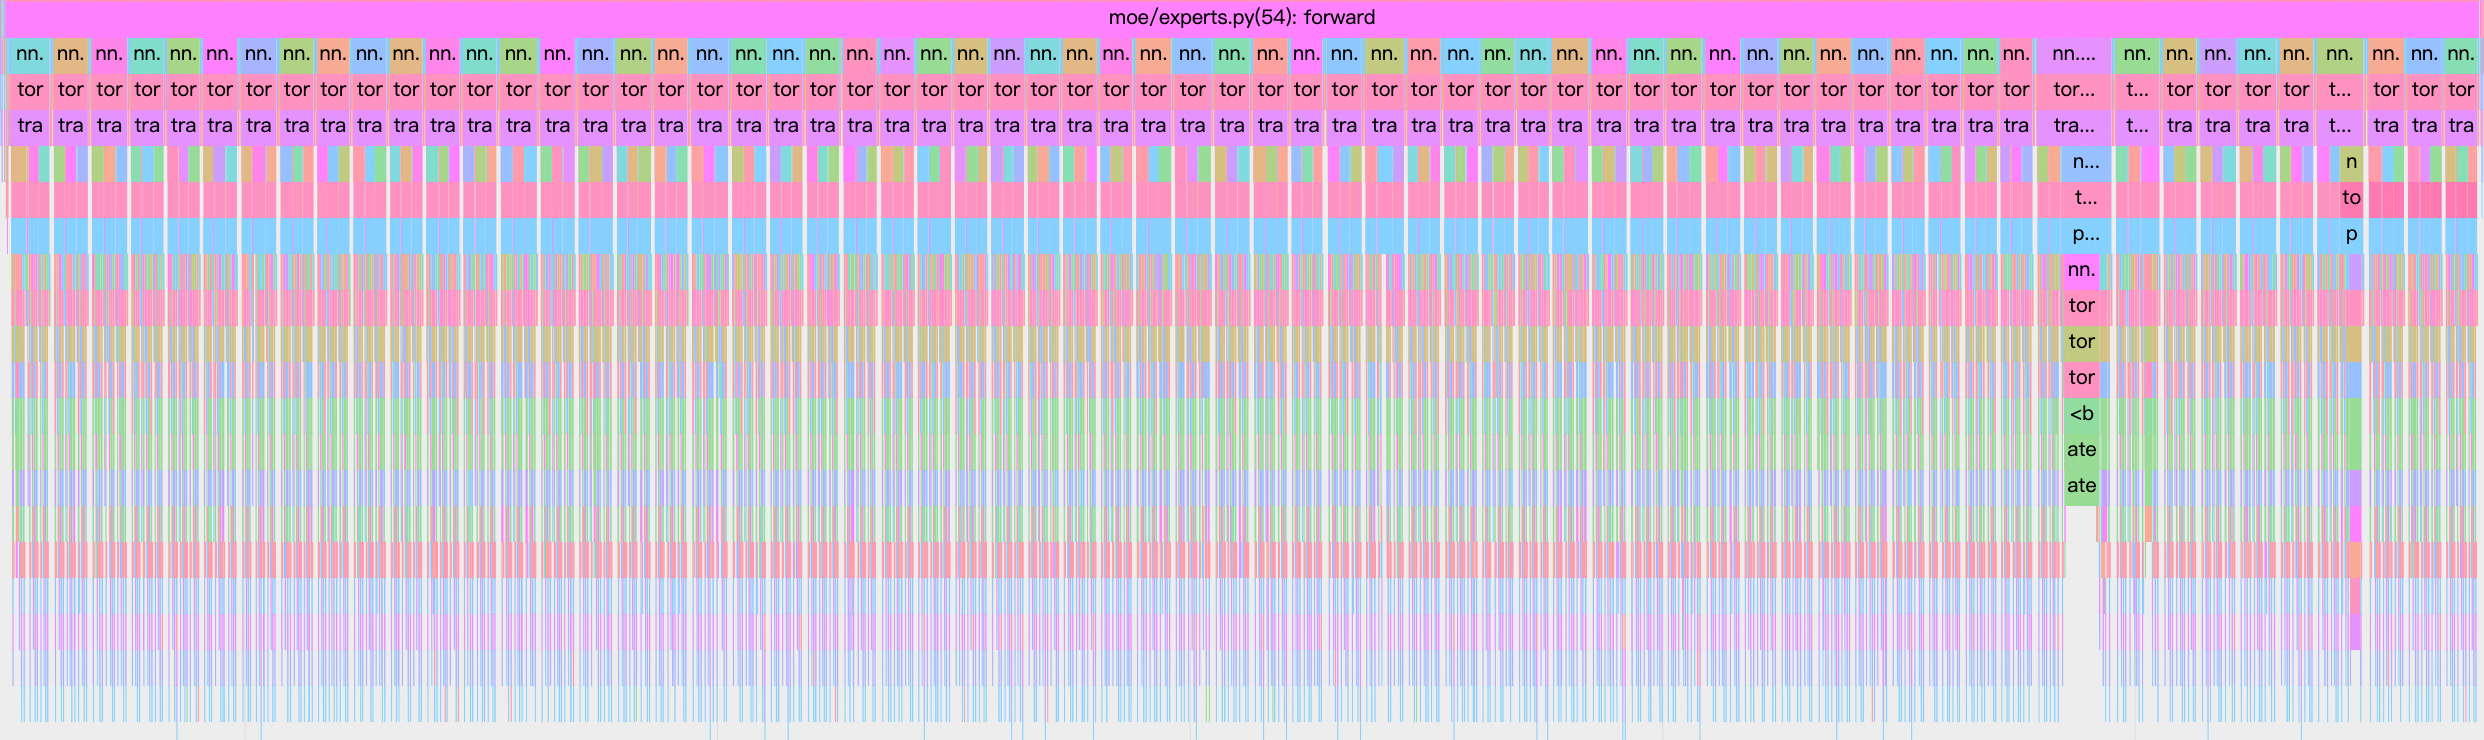 moe/experts.py(54): forward
nn. nn. nn. nn. nn. nn. nn. nn. nn. nn. nn. nn. nn. nn. nn. nn. nn. nn. nn. nn. nn. nn. nn. nn. nn. nn. nn. nn. nn. nn. nn. nn. nn. nn. nn. nn. nn. nn. nn. nn. nn. nn. nn. nn. nn. nn. nn. nn. nn. nn. nn. nn. nn. nn. nn.... nn. nn. nn. nn. nn. nn. nn. nn. nn.
tor tor tor tor tor tor tor tor tor tor tor tor tor tor tor tor tor tor tor tor tor tor tor tor tor tor tor tor tor tor tor tor tor tor tor tor tor tor tor tor tor tor tor tor tor tor tor tor tor tor tor tor tor tor tor... t... tor tor tor tor t... tor tor tor
tra tra tra tra tra tra tra tra tra tra tra tra tra tra tra tra tra tra tra tra tra tra tra tra tra tra tra tra tra tra tra tra tra tra tra tra tra tra tra tra tra tra tra tra tra tra tra tra tra tra tra tra tra tra tra... t... tra tra tra tra t... tra tra tra
n... n
t... to
p... p
nn.
tor
tor
tor
<b
ate
ate